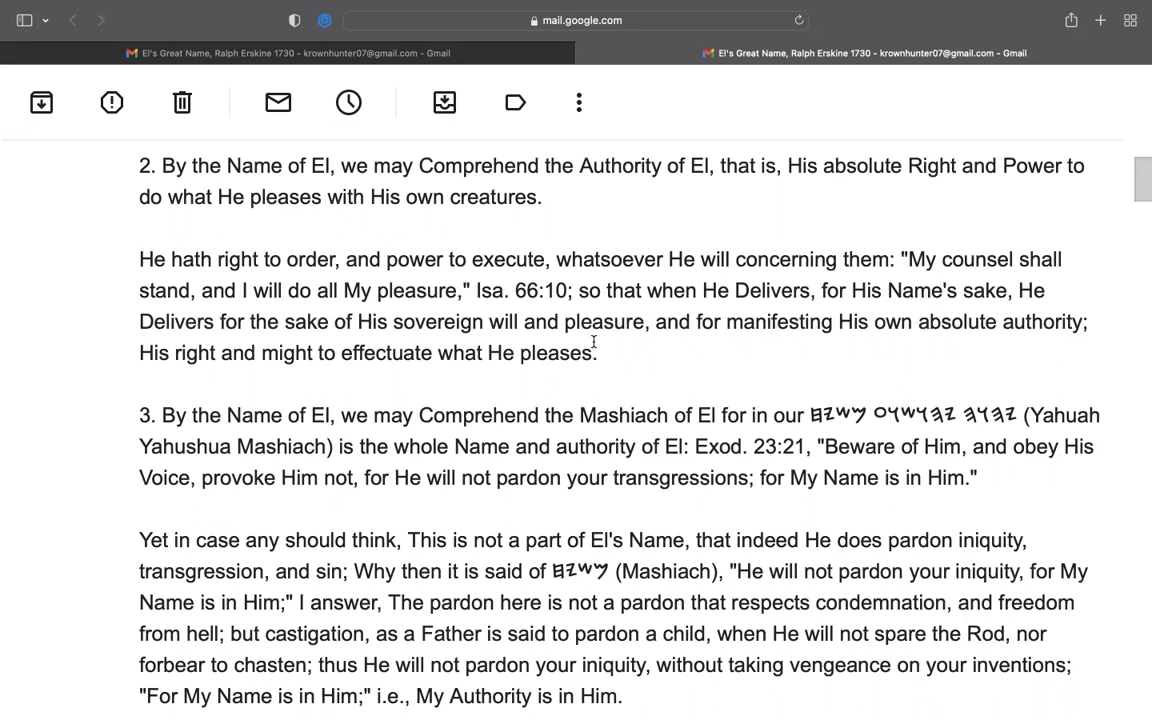 mail.google.com
El's Great Name, Ralph Erskine 1730 - krownhunter07@gmail.com - Gmail
El's Great Name, Ralph Erskine 1730 - krownhunter07@gmail.com - Gmail
2. By the Name of El, we may Comprehend the Authority of El, that is, His absolute Right and Power to
do what He pleases with His own creatures.
He hath right to order, and power to execute, whatsoever He will concerning them: "My counsel shall
stand, and I will do all My pleasure," Isa. 66:10; so that when He Delivers, for His Name's sake, He
Delivers for the sake of His sovereign will and pleasure, and for manifesting His own absolute authority;
His right and might to effectuate what He pleases.
3. By the Name of El, we may Comprehend the Mashiach of El for in our 𐤉𐤄𐤅𐤄 𐤉𐤄𐤅𐤔𐤅𐤏 𐤌𐤔𐤉𐤇 (Yahuah
Yahushua Mashiach) is the whole Name and authority of El: Exod. 23:21, "Beware of Him, and obey His
Voice, provoke Him not, for He will not pardon your transgressions; for My Name is in Him."
Yet in case any should think, This is not a part of El's Name, that indeed He does pardon iniquity,
transgression, and sin; Why then it is said of 𐤌𐤔𐤉𐤇 (Mashiach), "He will not pardon your iniquity, for My
Name is in Him;" I answer, The pardon here is not a pardon that respects condemnation, and freedom
from hell; but castigation, as a Father is said to pardon a child, when He will not spare the Rod, nor
forbear to chasten; thus He will not pardon your iniquity, without taking vengeance on your inventions;
"For My Name is in Him;" i.e., My Authority is in Him.